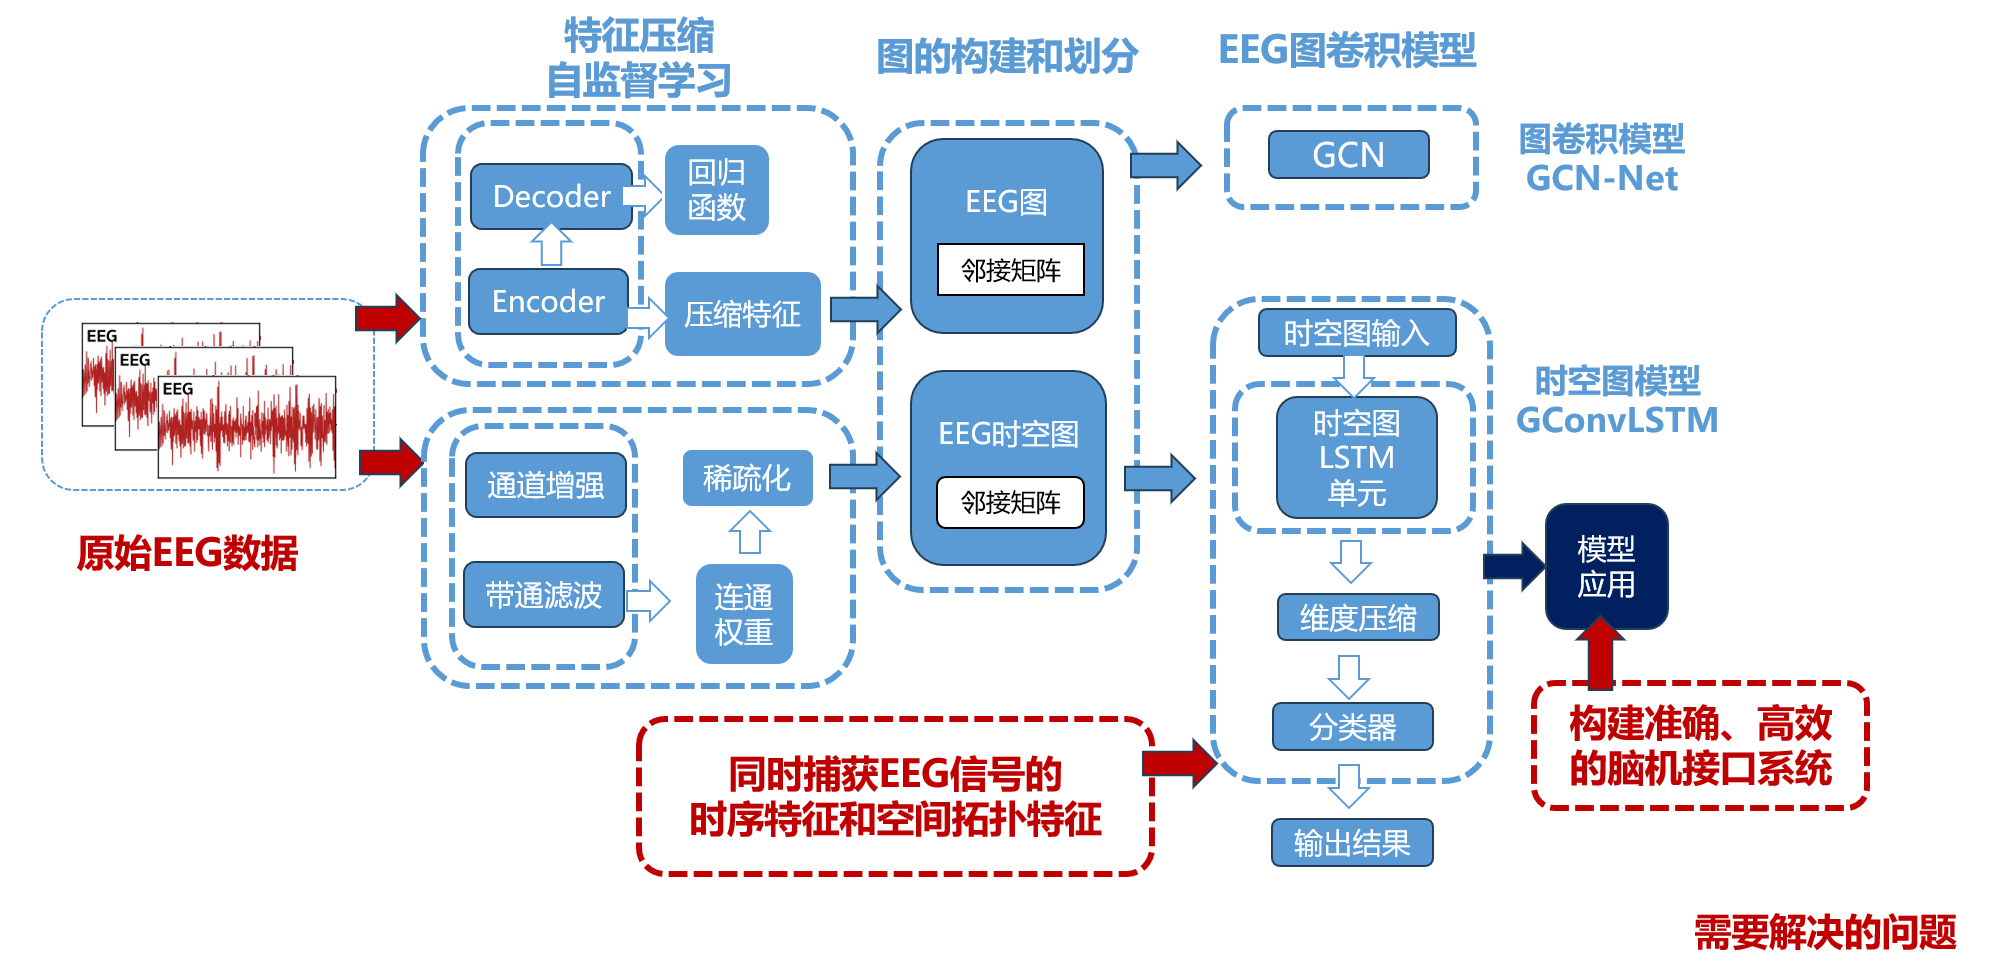 特征压缩
自监督学习
图的构建和划分
EEG图卷积模型
Decoder
回归
函数
Encoder
压缩特征
EEG图
邻接矩阵
GCN
图卷积模型
GCN-Net
EEG
EEG
EEG
原始EEG数据
通道增强
稀疏化
带通滤波
连通
权重
EEG时空图
邻接矩阵
时空图输入
时空图
LSTM
单元
时空图模型
GConvLSTM
维度压缩
分类器
输出结果
模型
应用
同时捕获EEG信号的
时序特征和空间拓扑特征
构建准确、高效
的脑机接口系统
需要解决的问题